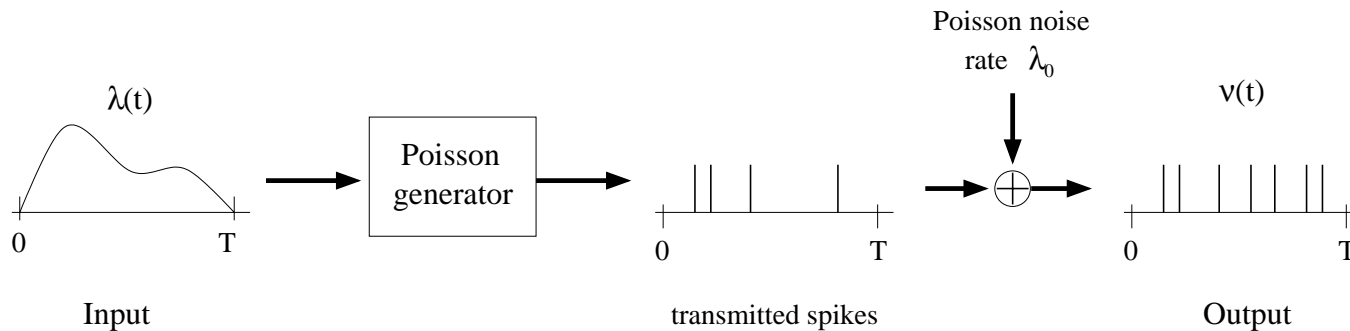 Poisson noise
rate λ₀
λ(t)
ν(t)
Poisson
generator
0 T
0 T
0 T
Input
transmitted spikes
Output